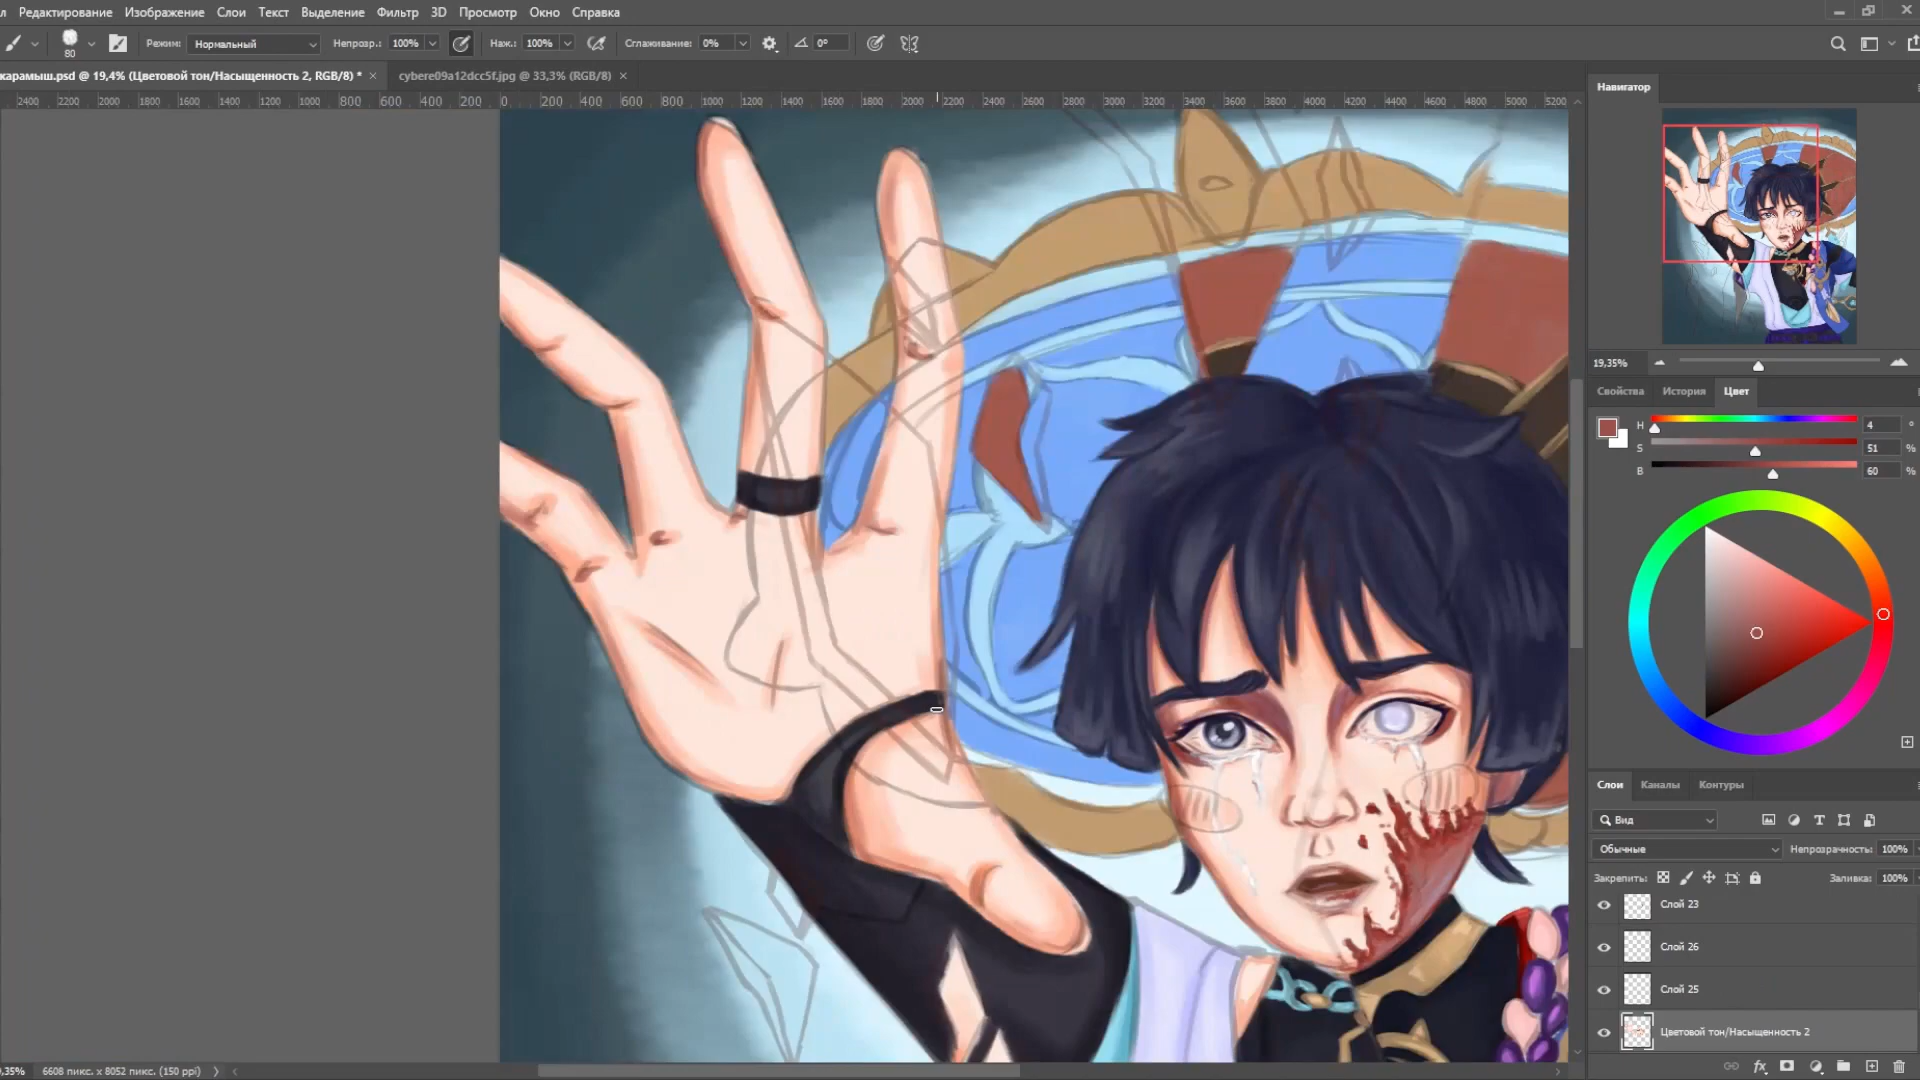 л Редактирование Изображение Слои Текст Выделение Фильтр 3D Просмотр Окно Справка
80 Режим: Нормальный Непрозр.: 100% Наж.: 100% Сглаживание: 0% 0°
карамыш.psd @ 19,4% (Цветовой тон/Насыщенность 2, RGB/8) * × cybere09a12dcc5f.jpg @ 33,3% (RGB/8) ×
2400 2200 2000 1800 1600 1400 1200 1000 800 600 400 200 0 200 400 600 800 1000 1200 1400 1600 1800 2000 2200 2400 2600 2800 3000 3200 3400 3600 3800 4000 4200 4400 4600 4800 5000 5200
Навигатор
19,35%
Свойства История Цвет
H 4 °
S 51 %
B 60 %
Слои Каналы Контуры
Вид
Обычные Непрозрачность: 100%
Закрепить: Заливка: 100%
Слой 23
Слой 26
Слой 25
Цветовой тон/Насыщенность 2
fx
,35% 6608 пикс. x 8052 пикс. (150 ppi)